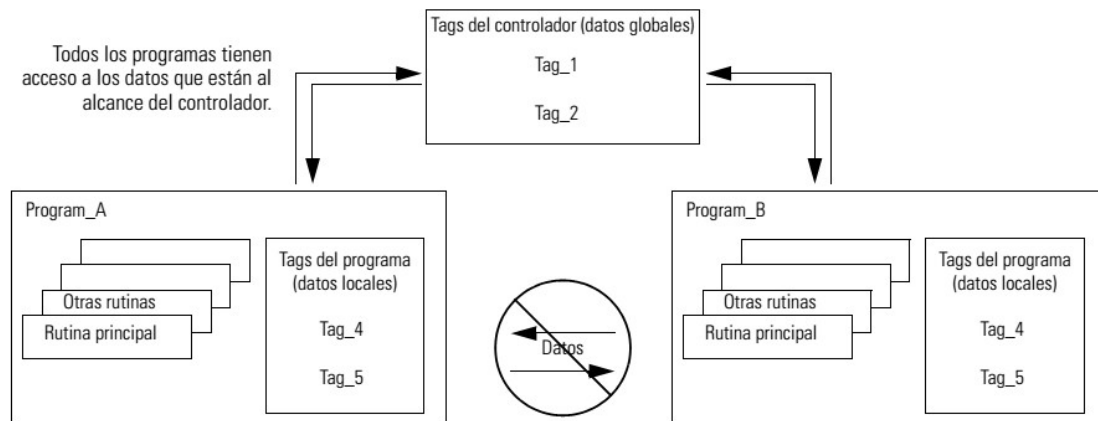 Tags del controlador (datos globales)
Tag_1
Tag_2
Todos los programas tienen
acceso a los datos que están al
alcance del controlador.
Program_A
Otras rutinas
Rutina principal
Tags del programa
(datos locales)
Tag_4
Tag_5
Datos
Program_B
Otras rutinas
Rutina principal
Tags del programa
(datos locales)
Tag_4
Tag_5